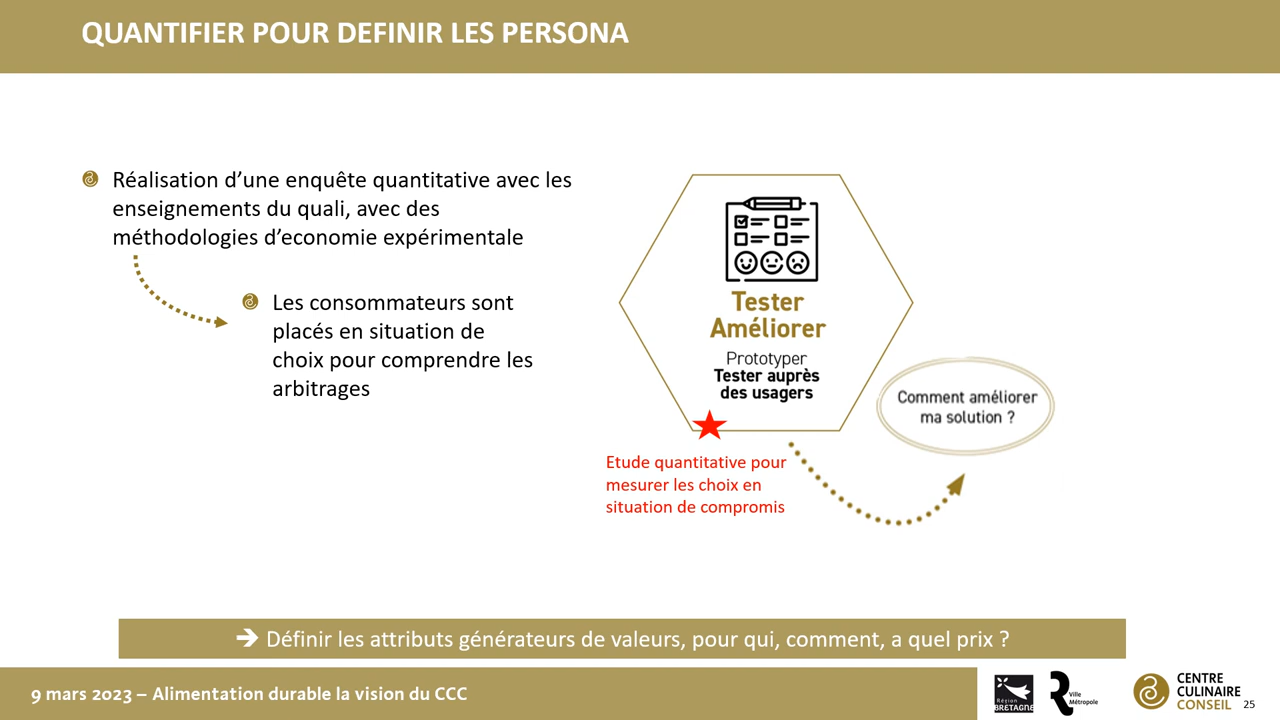 QUANTIFIER POUR DEFINIR LES PERSONA
Réalisation d’une enquête quantitative avec les
enseignements du quali, avec des
méthodologies d’economie expérimentale
Les consommateurs sont
placés en situation de
choix pour comprendre les
arbitrages
Tester
Améliorer
Prototyper
Tester auprès
des usagers
Comment améliorer
ma solution ?
Etude quantitative pour
mesurer les choix en
situation de compromis
➔ Définir les attributs générateurs de valeurs, pour qui, comment, a quel prix ?
9 mars 2023 – Alimentation durable la vision du CCC
Région
BRETAGNE
Ville
Métropole
CENTRE
CULINAIRE
CONSEIL
25